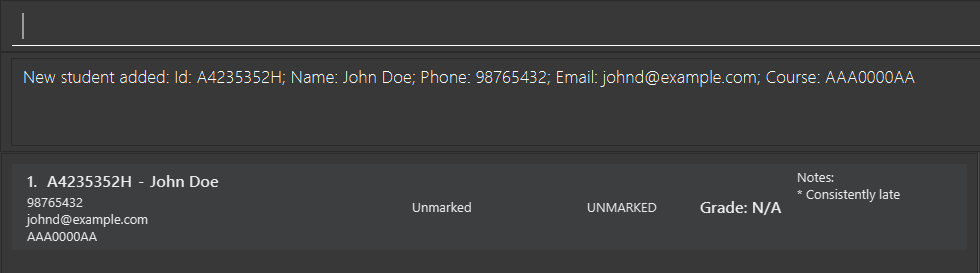 New student added: Id: A4235352H; Name: John Doe; Phone: 98765432; Email: johnd@example.com; Course: AAA0000AA
1. A4235352H - John Doe
98765432
johnd@example.com
AAA0000AA
Unmarked
UNMARKED
Grade: N/A
Notes:
* Consistently late